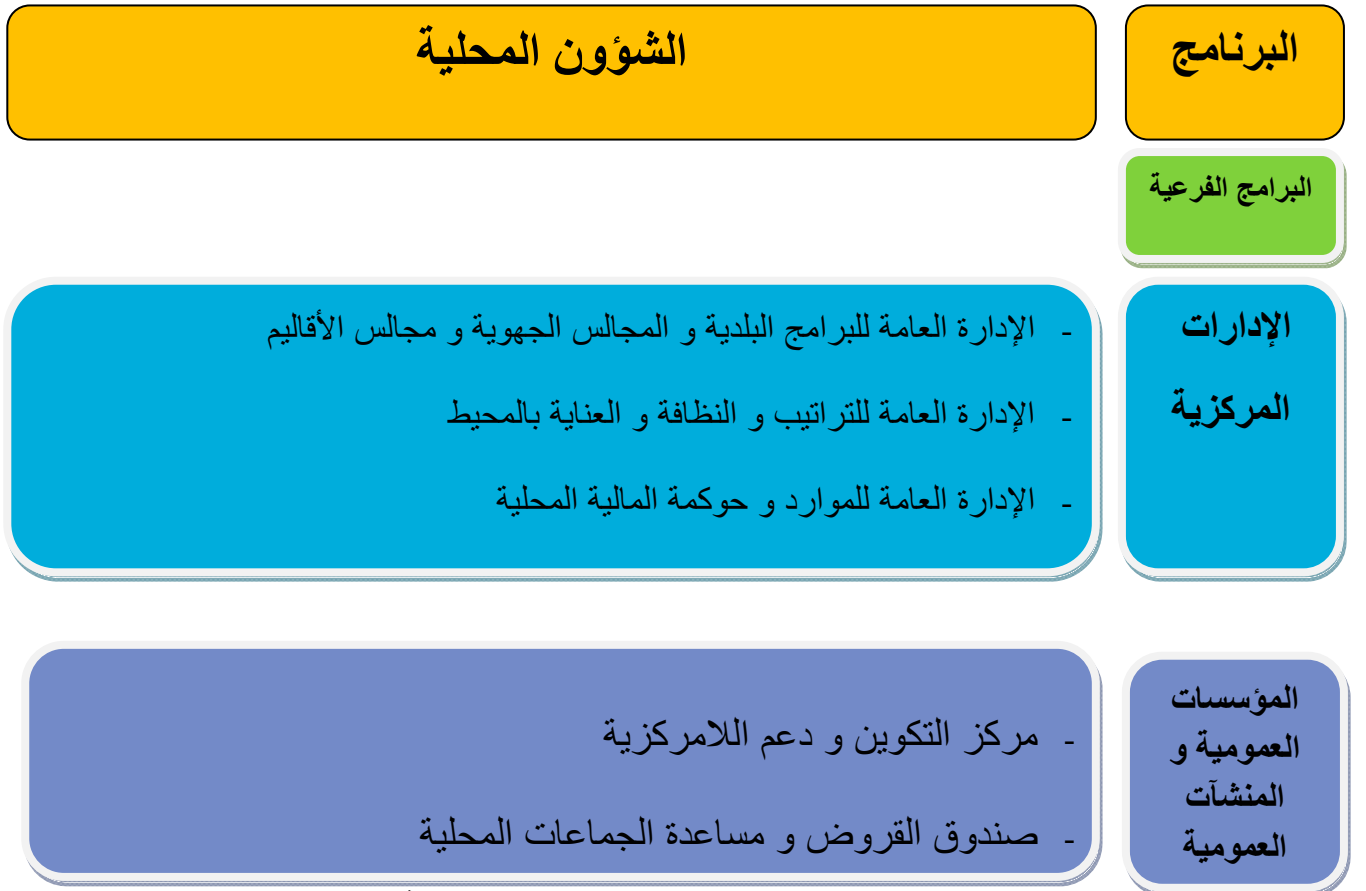 البرنامج
الشؤون المحلية
البرامج الفرعية
الإدارات
المركزية
- الإدارة العامة للبرامج البلدية و المجالس الجهوية و مجالس الأقاليم
- الإدارة العامة للتراتيب و النظافة و العناية بالمحيط
- الإدارة العامة للموارد و حوكمة المالية المحلية
المؤسسات
العمومية و
المنشآت
العمومية
- مركز التكوين و دعم اللامركزية
- صندوق القروض و مساعدة الجماعات المحلية